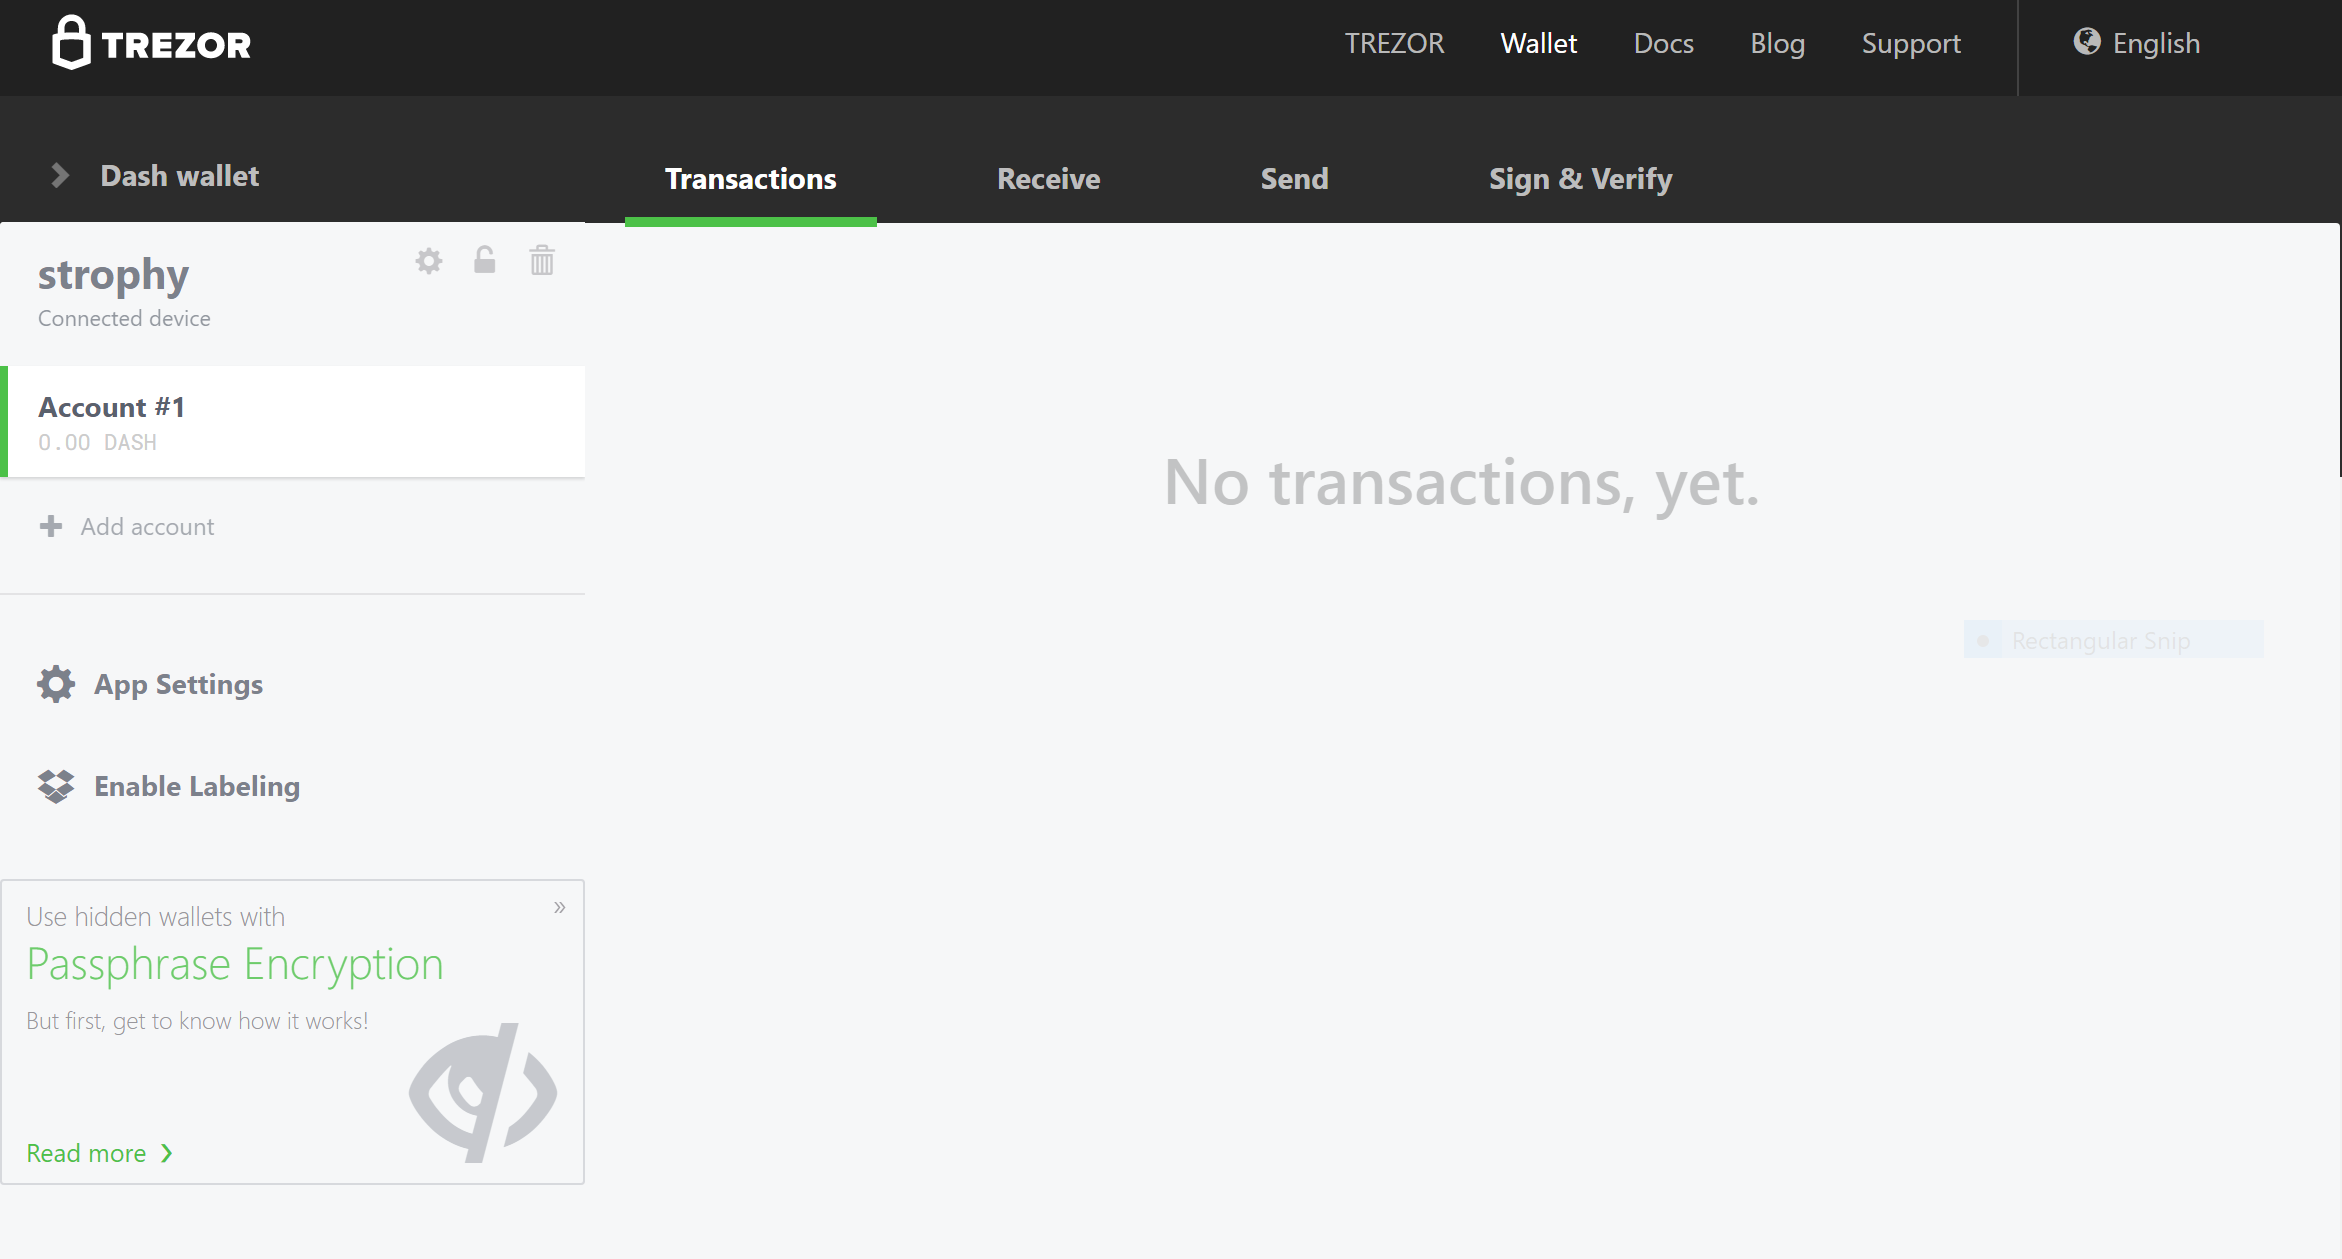 TREZOR
TREZOR Wallet Docs Blog Support English
Dash wallet
Transactions Receive Send Sign & Verify
strophy
Connected device
Account #1
0.00 DASH
Add account
App Settings
Enable Labeling
Use hidden wallets with »
Passphrase Encryption
But first, get to know how it works!
Read more
No transactions, yet.
Rectangular Snip